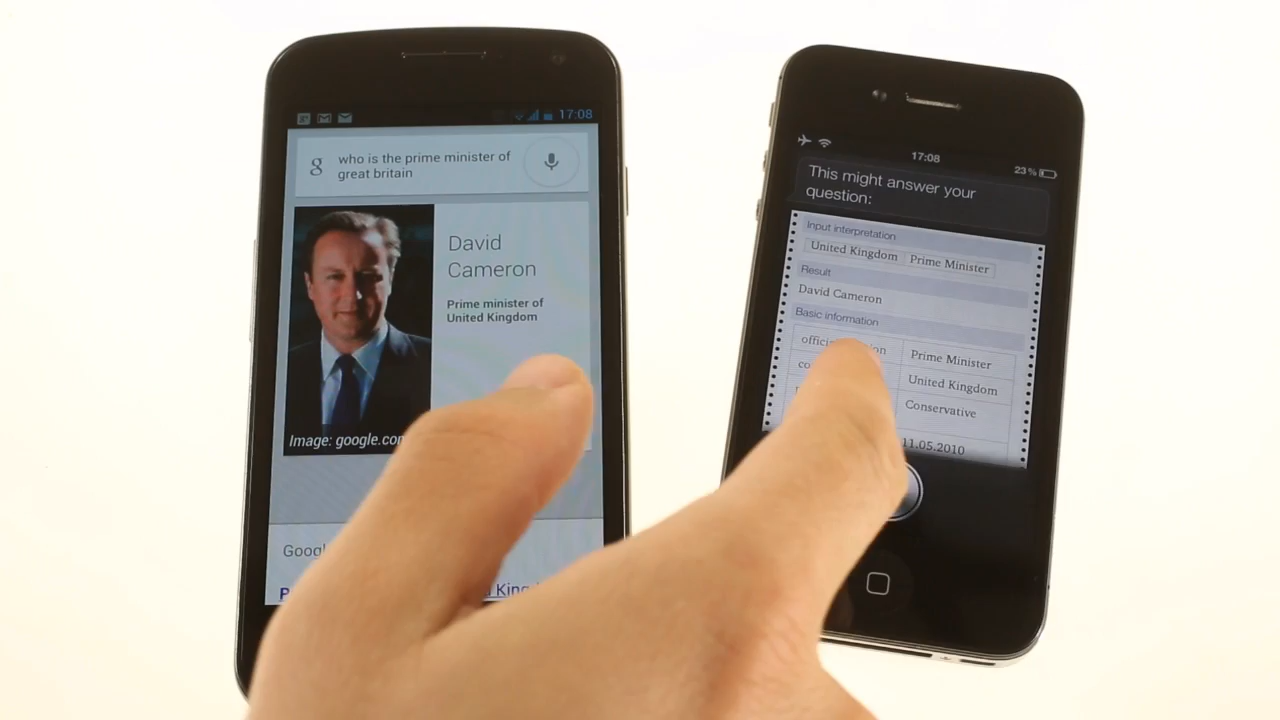 17:08
g
who is the prime minister of
great britain
David
Cameron
Prime minister of
United Kingdom
Image: google.com
Googl
17:08
23%
This might answer your
question:
Input interpretation
United Kingdom Prime Minister
Result
David Cameron
Basic information
Prime Minister
United Kingdom
Conservative
11.05.2010